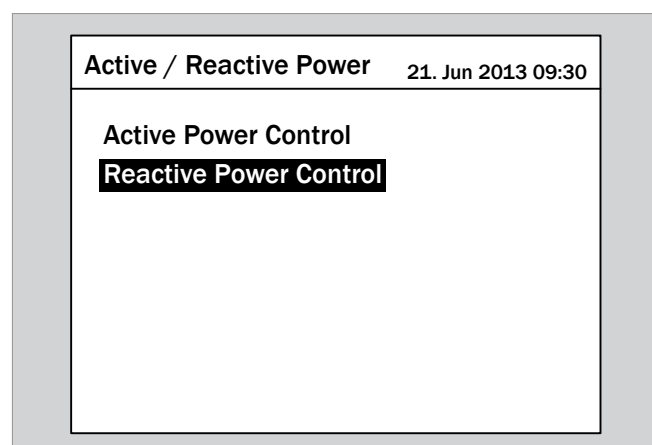 Active / Reactive Power 21. Jun 2013 09:30
Active Power Control
Reactive Power Control